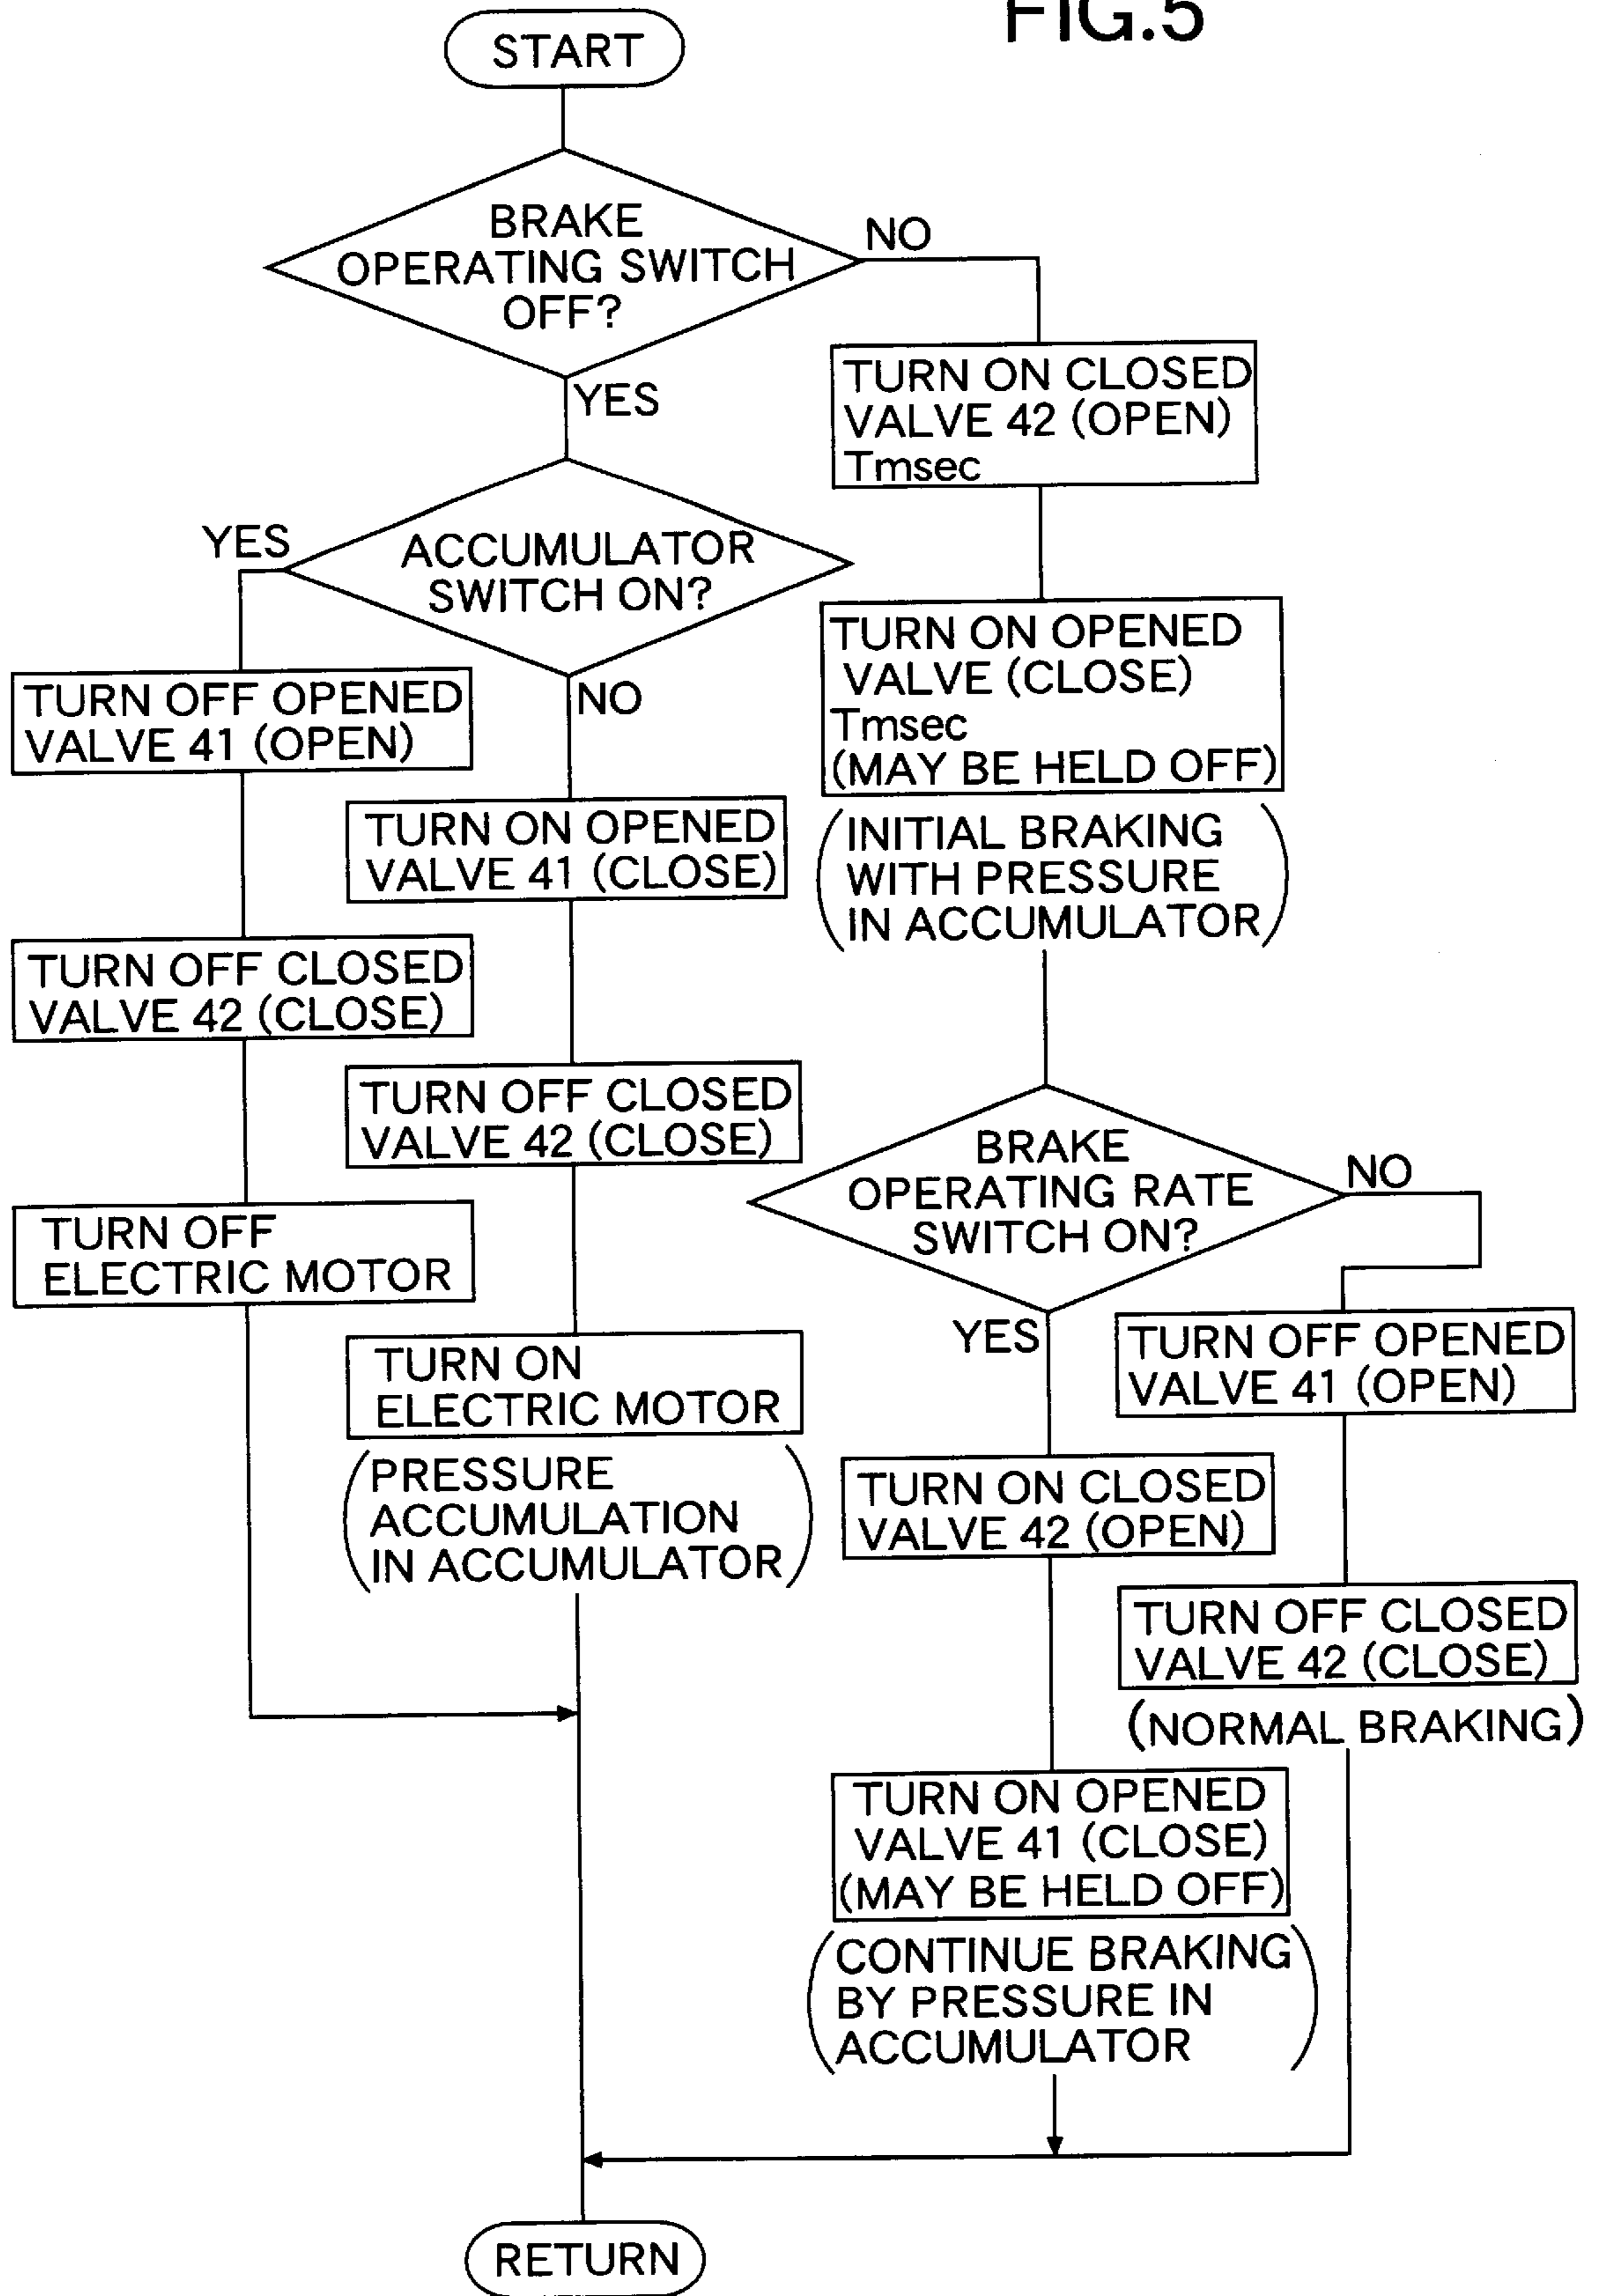 FIG.5
START
BRAKE
OPERATING SWITCH
OFF?
NO
YES
TURN ON CLOSED
VALVE 42 (OPEN)
Tmsec
ACCUMULATOR
SWITCH ON?
YES
NO
TURN ON OPENED
VALVE (CLOSE)
Tmsec
(MAY BE HELD OFF)
(INITIAL BRAKING
WITH PRESSURE
IN ACCUMULATOR)
TURN OFF OPENED
VALVE 41 (OPEN)
TURN OFF CLOSED
VALVE 42 (CLOSE)
TURN OFF
ELECTRIC MOTOR
TURN ON OPENED
VALVE 41 (CLOSE)
TURN OFF CLOSED
VALVE 42 (CLOSE)
TURN ON
ELECTRIC MOTOR
(PRESSURE
ACCUMULATION
IN ACCUMULATOR)
BRAKE
OPERATING RATE
SWITCH ON?
NO
YES
TURN OFF OPENED
VALVE 41 (OPEN)
TURN OFF CLOSED
VALVE 42 (CLOSE)
(NORMAL BRAKING)
TURN ON CLOSED
VALVE 42 (OPEN)
TURN ON OPENED
VALVE 41 (CLOSE)
(MAY BE HELD OFF)
(CONTINUE BRAKING
BY PRESSURE IN
ACCUMULATOR)
RETURN